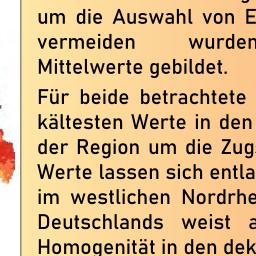 um die Auswahl von E
vermeiden wurden
Mittelwerte gebildet.
Für beide betrachtete
kältesten Werte in den
der Region um die Zugs
Werte lassen sich entla
im westlichen Nordrhe
Deutschlands weist a
Homogenität in den dek